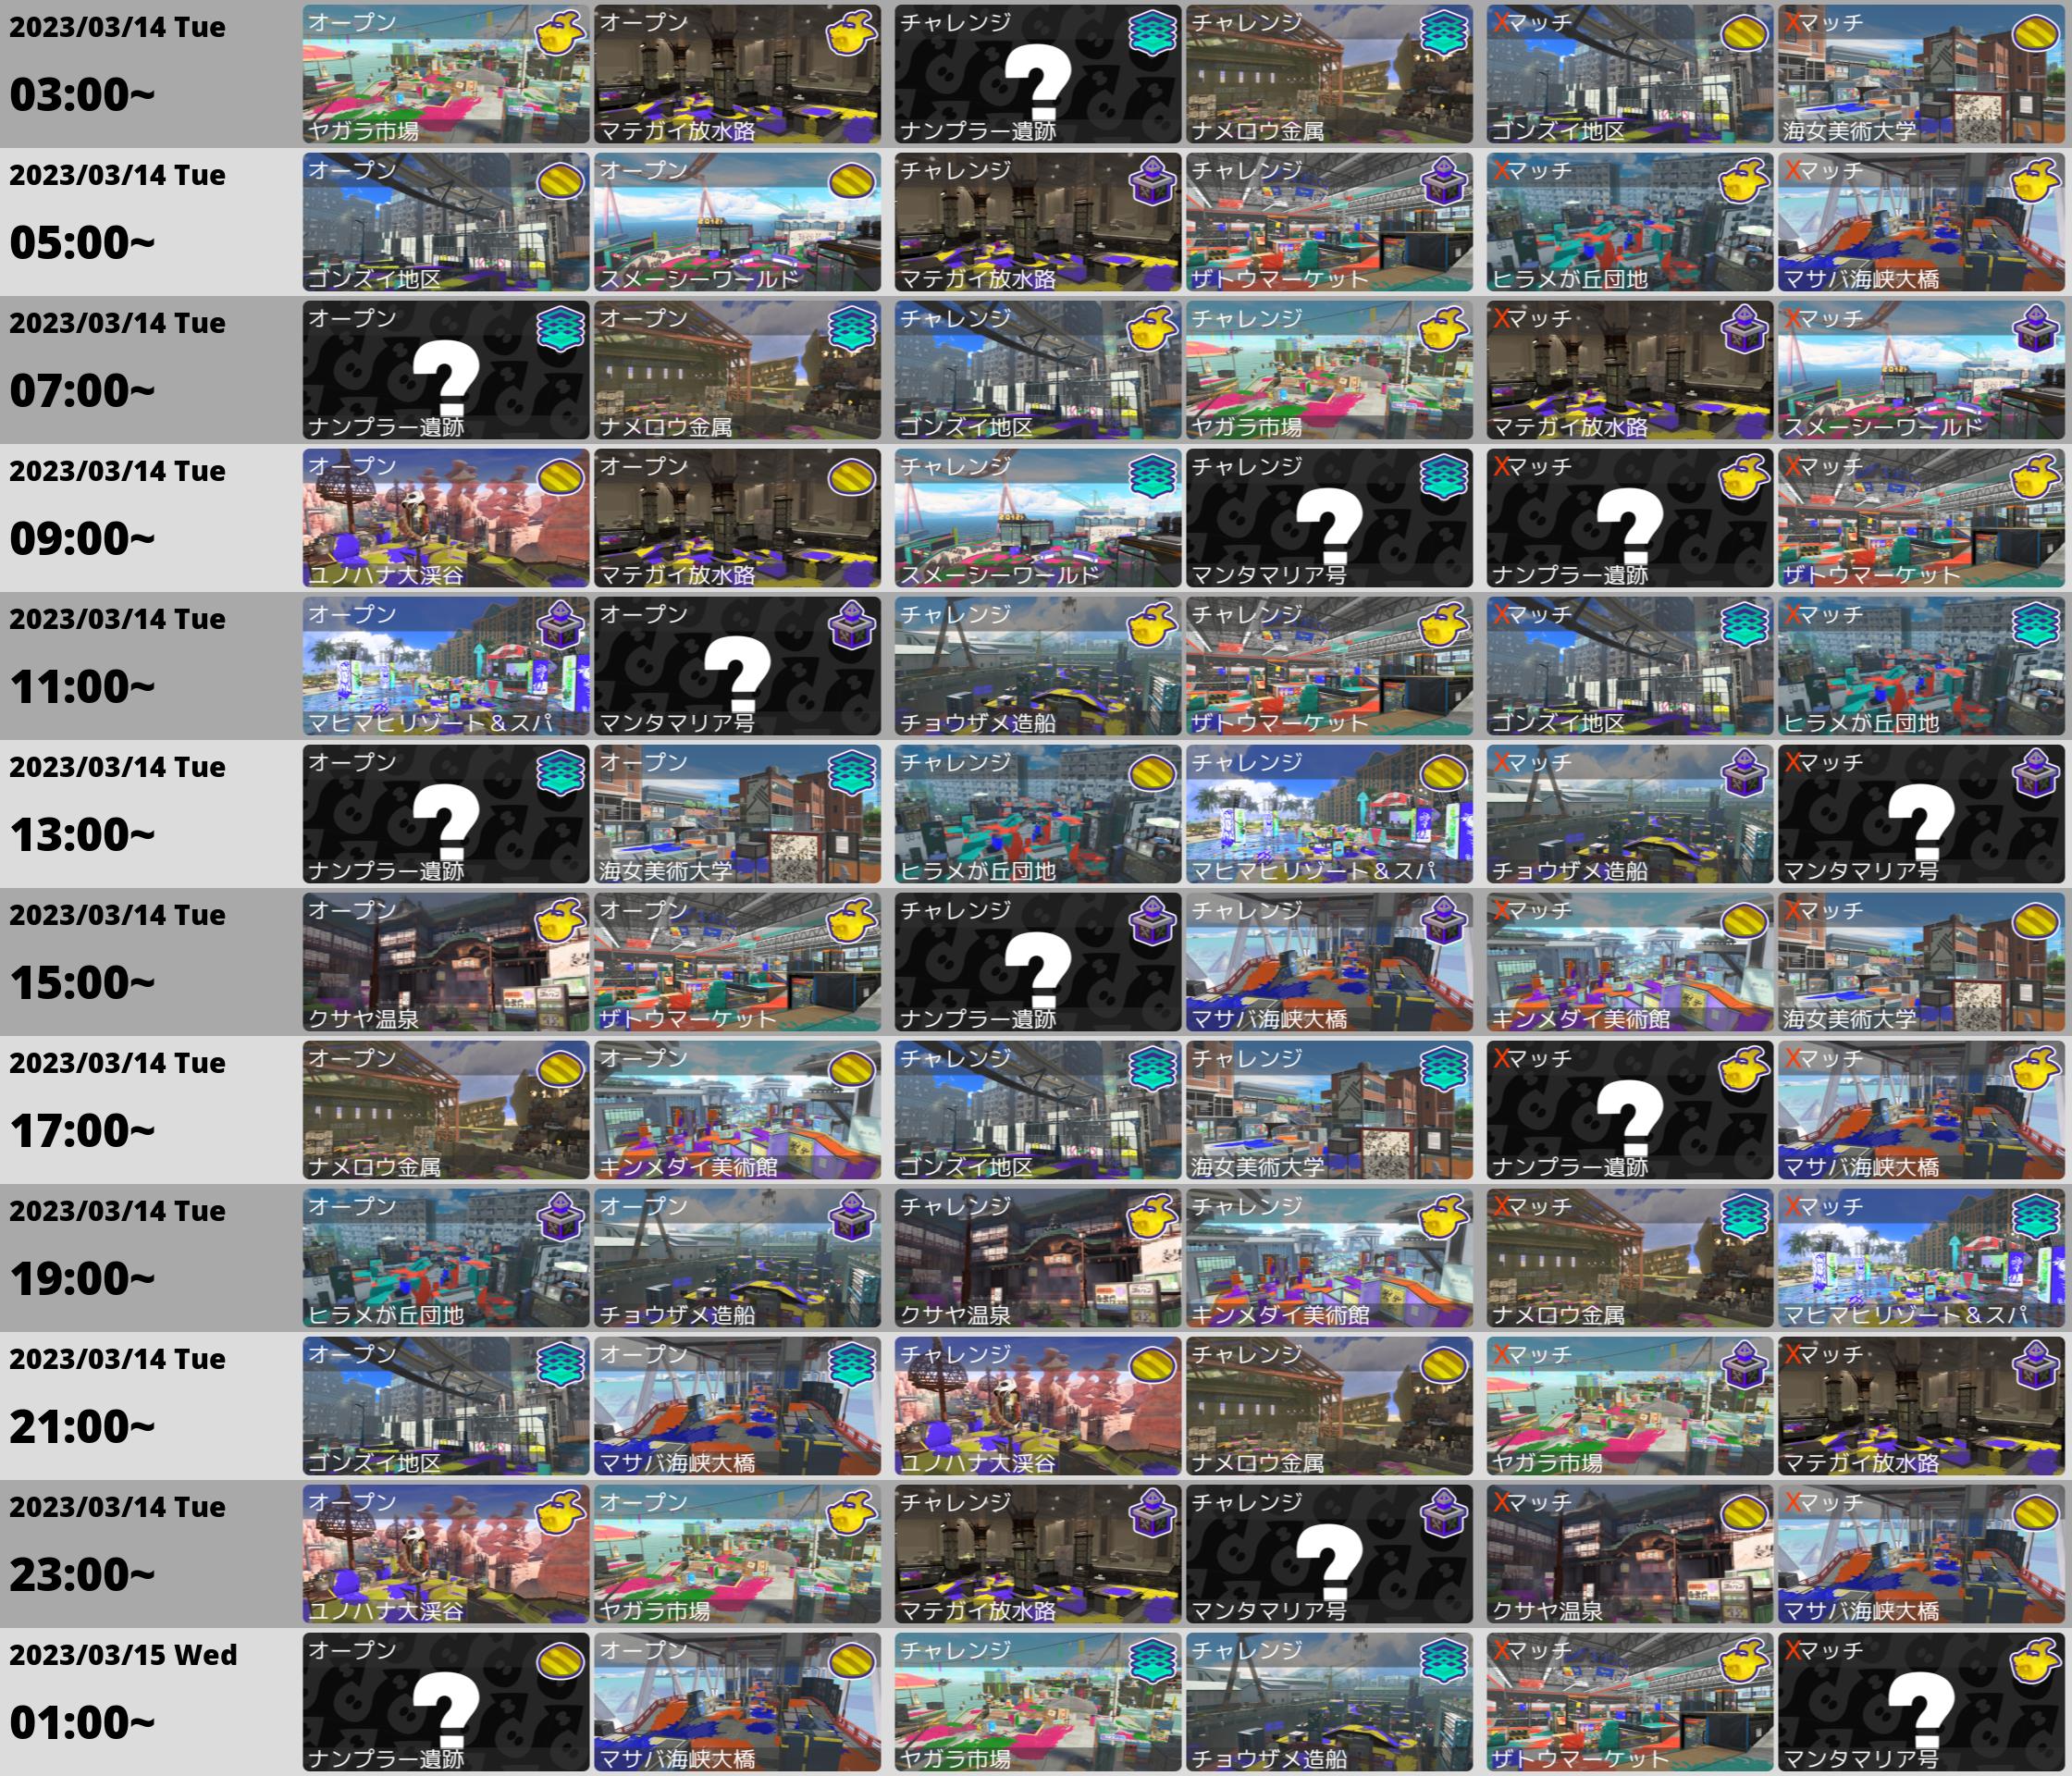 2023/03/14 Tue
03:00~
オープン
ヤガラ市場
オープン
マテガイ放水路
チャレンジ
ナンプラー遺跡
チャレンジ
ナメロウ金属
Xマッチ
ゴンズイ地区
Xマッチ
海女美術大学
2023/03/14 Tue
05:00~
オープン
ゴンズイ地区
オープン
スメーシーワールド
チャレンジ
マテガイ放水路
チャレンジ
ザトウマーケット
Xマッチ
ヒラメが丘団地
Xマッチ
マサバ海峡大橋
2023/03/14 Tue
07:00~
オープン
ナンプラー遺跡
オープン
ナメロウ金属
チャレンジ
ゴンズイ地区
チャレンジ
ヤガラ市場
Xマッチ
マテガイ放水路
Xマッチ
スメーシーワールド
2023/03/14 Tue
09:00~
オープン
ユノハナ大渓谷
オープン
マテガイ放水路
チャレンジ
スメーシーワールド
チャレンジ
マンタマリア号
Xマッチ
ナンプラー遺跡
Xマッチ
ザトウマーケット
2023/03/14 Tue
11:00~
オープン
マヒマヒリゾート＆スパ
オープン
マンタマリア号
チャレンジ
チョウザメ造船
チャレンジ
ザトウマーケット
Xマッチ
ゴンズイ地区
Xマッチ
ヒラメが丘団地
2023/03/14 Tue
13:00~
オープン
ナンプラー遺跡
オープン
海女美術大学
チャレンジ
ヒラメが丘団地
チャレンジ
マヒマヒリゾート＆スパ
Xマッチ
チョウザメ造船
Xマッチ
マンタマリア号
2023/03/14 Tue
15:00~
オープン
クサヤ温泉
オープン
ザトウマーケット
チャレンジ
ナンプラー遺跡
チャレンジ
マサバ海峡大橋
Xマッチ
キンメダイ美術館
Xマッチ
海女美術大学
2023/03/14 Tue
17:00~
オープン
ナメロウ金属
オープン
キンメダイ美術館
チャレンジ
ゴンズイ地区
チャレンジ
海女美術大学
Xマッチ
ナンプラー遺跡
Xマッチ
マサバ海峡大橋
2023/03/14 Tue
19:00~
オープン
ヒラメが丘団地
オープン
チョウザメ造船
チャレンジ
クサヤ温泉
チャレンジ
キンメダイ美術館
Xマッチ
ナメロウ金属
Xマッチ
マヒマヒリゾート＆スパ
2023/03/14 Tue
21:00~
オープン
ゴンズイ地区
オープン
マサバ海峡大橋
チャレンジ
ユノハナ大渓谷
チャレンジ
ナメロウ金属
Xマッチ
ヤガラ市場
Xマッチ
マテガイ放水路
2023/03/14 Tue
23:00~
オープン
ユノハナ大渓谷
オープン
ヤガラ市場
チャレンジ
マテガイ放水路
チャレンジ
マンタマリア号
Xマッチ
クサヤ温泉
Xマッチ
マサバ海峡大橋
2023/03/15 Wed
01:00~
オープン
ナンプラー遺跡
オープン
マサバ海峡大橋
チャレンジ
ヤガラ市場
チャレンジ
チョウザメ造船
Xマッチ
ザトウマーケット
Xマッチ
マンタマリア号